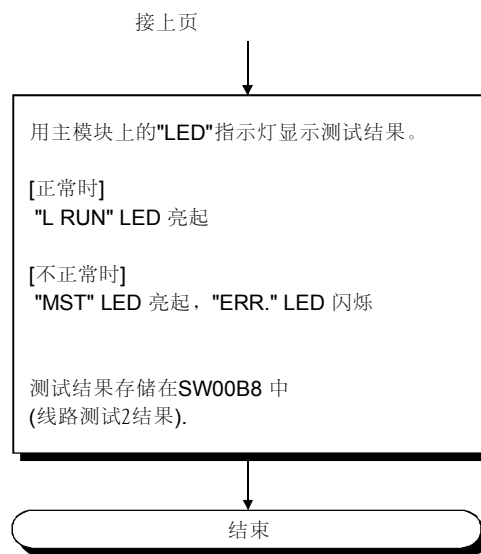 接上页
用主模块上的"LED"指示灯显示测试结果。
[正常时]
"L RUN" LED 亮起
[不正常时]
"MST" LED 亮起，"ERR." LED 闪烁
测试结果存储在SW00B8 中
(线路测试2结果).
结束